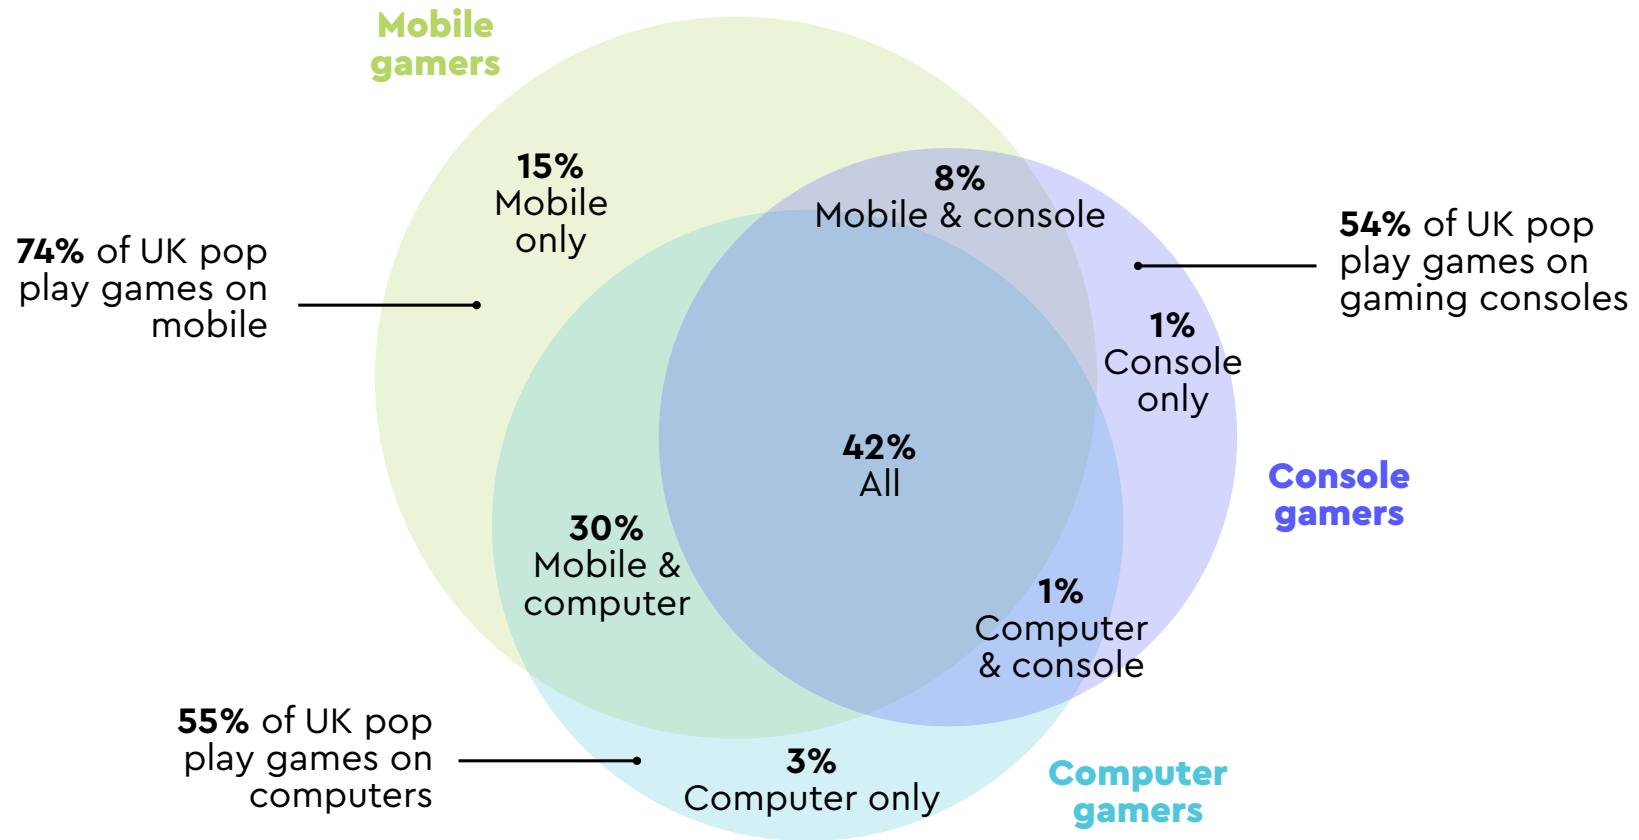 Mobile
gamers
15%
Mobile
only
8%
Mobile & console
74% of UK pop
play games on
mobile
54% of UK pop
play games on
gaming consoles
1%
Console
only
42%
All
Console
gamers
30%
Mobile &
computer
1%
Computer
& console
55% of UK pop
play games on
computers
3%
Computer only
Computer
gamers